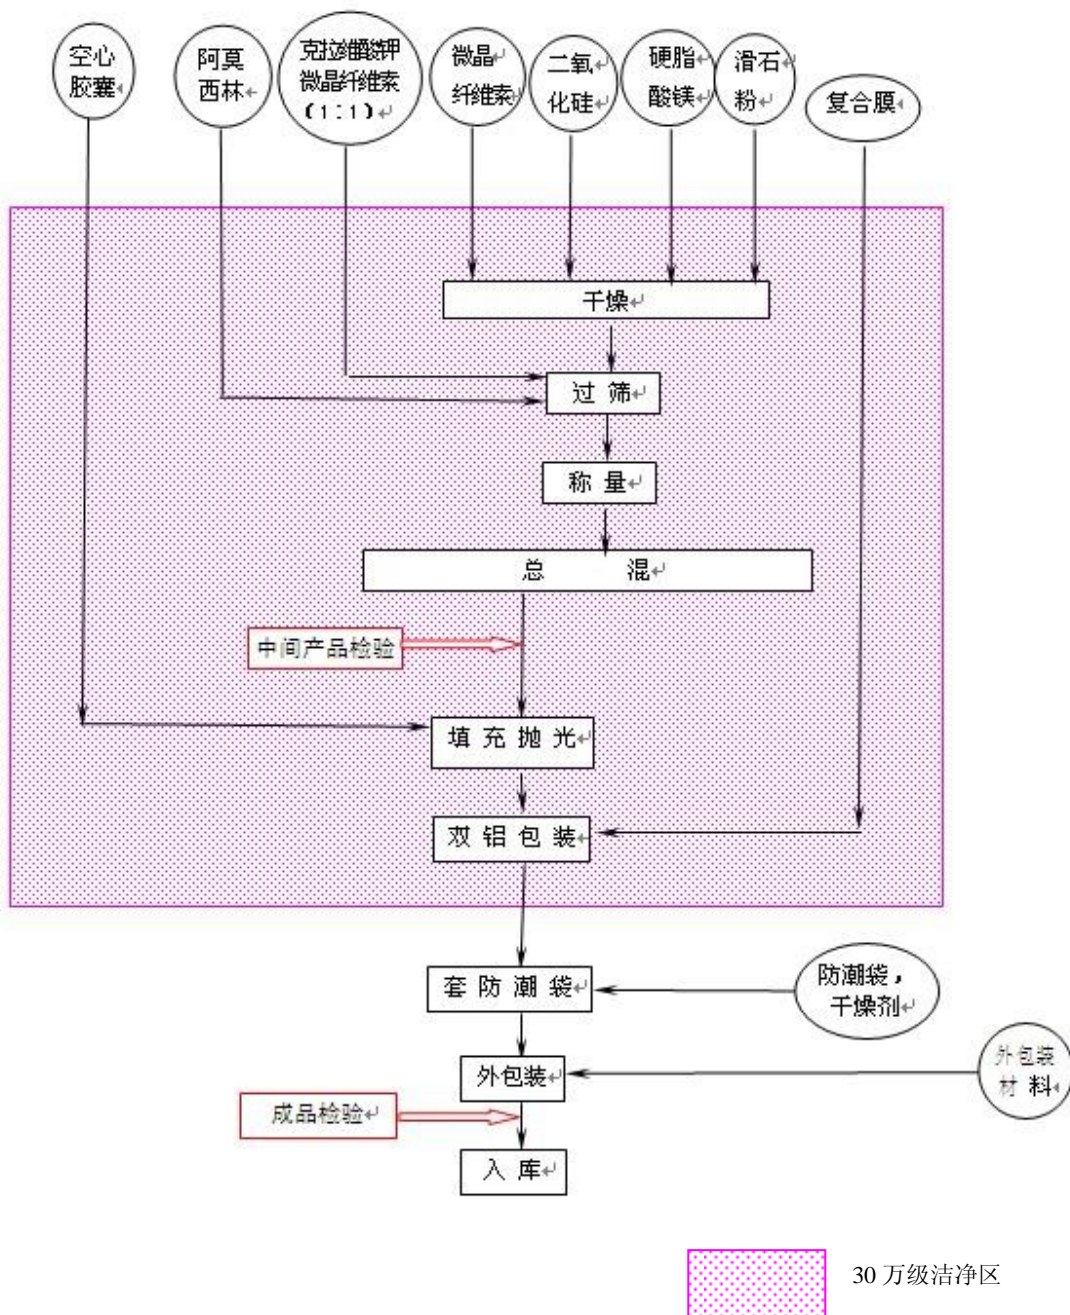 空心
胶囊
阿莫
西林
克拉维酸钾
微晶纤维索
(1:1)
微晶
纤维索
二氧
化硅
硬脂
酸镁
滑石
粉
复合膜
干燥
过筛
称量
总混
中间产品检验
填充抛光
双铝包装
套防潮袋
防潮袋，
干燥剂
外包装
外包装
材料
成品检验
入库
30 万级洁净区